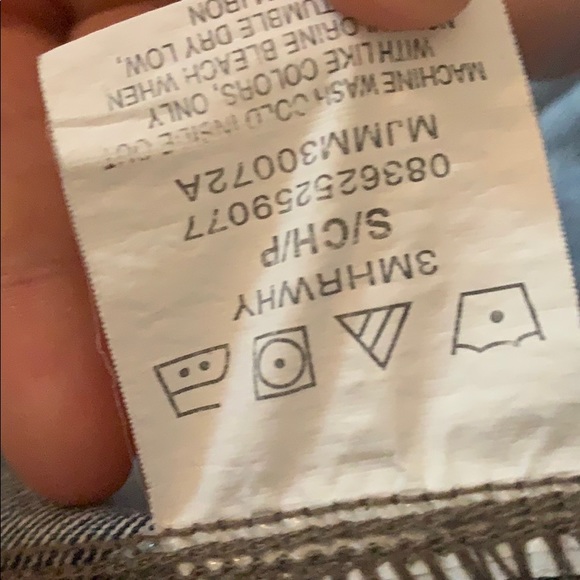 3MHRWHY
S/CH/P
083625259077
MJMM30072A
MACHINE WASH COLD INSIDE OUT
WITH LIKE COLORS, ONLY
BLEACH WHEN
TUMBLE DRY LOW,
IRON